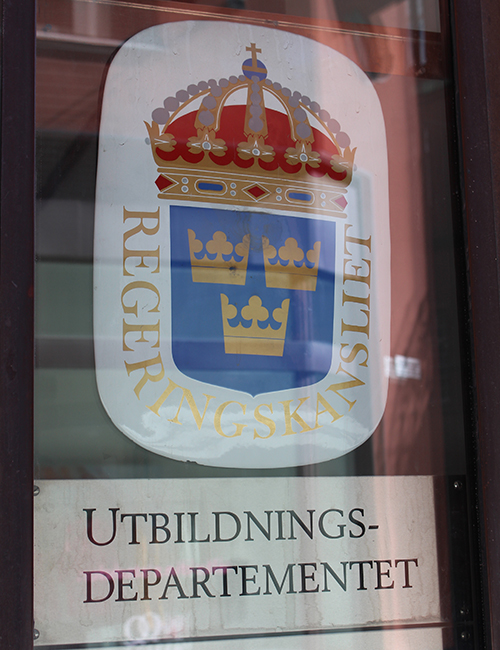 REGERINGSKANSLIET
UTBILDNINGS-
DEPARTEMENTET